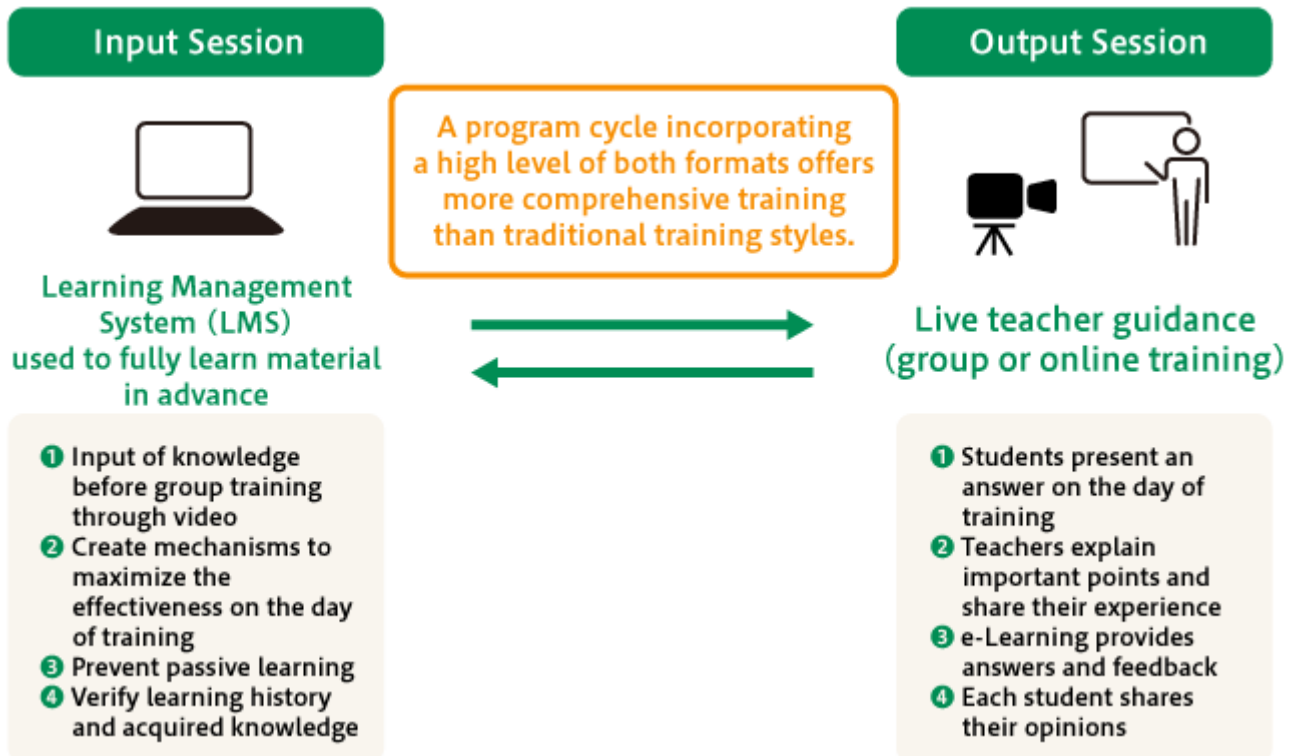 Input Session
Output Session
A program cycle incorporating
a high level of both formats offers
more comprehensive training
than traditional training styles.
Learning Management
System (LMS)
used to fully learn material
in advance
Live teacher guidance
(group or online training)
❶ Input of knowledge
before group training
through video
❷ Create mechanisms to
maximize the
effectiveness on the day
of training
❸ Prevent passive learning
❹ Verify learning history
and acquired knowledge
❶ Students present an
answer on the day of
training
❷ Teachers explain
important points and
share their experience
❸ e-Learning provides
answers and feedback
❹ Each student shares
their opinions